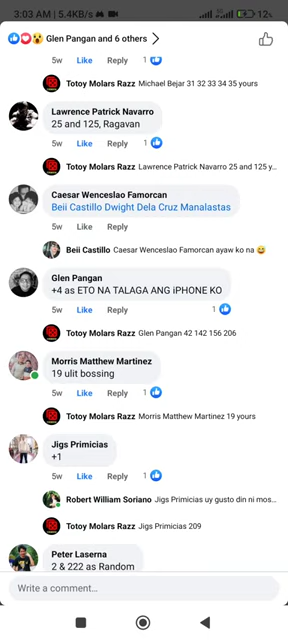 3:03 AM | 5.4KB/s
12%
Glen Pangan and 6 others
5w Like Reply 1
Totoy Molars Razz Michael Bejar 31 32 33 34 35 yours
Lawrence Patrick Navarro
25 and 125, Ragavan
5w Like Reply 1
Totoy Molars Razz Lawrence Patrick Navarro 25 and 125 y...
Caesar Wenceslao Famorcan
Beii Castillo Dwight Dela Cruz Manalastas
5w Like Reply
Beii Castillo Caesar Wenceslao Famorcan ayaw ko na 😅
Glen Pangan
+4 as ETO NA TALAGA ANG iPHONE KO
5w Like Reply 1
Totoy Molars Razz Glen Pangan 42 142 156 206
Morris Matthew Martinez
19 ulit bossing
5w Like Reply 1
Totoy Molars Razz Morris Matthew Martinez 19 yours
Jigs Primicias
+1
5w Like Reply 1
Robert William Soriano Jigs Primicias uy gusto din ni mos...
Totoy Molars Razz Jigs Primicias 209
Peter Laserna
2 & 222 as Random
Write a comment...